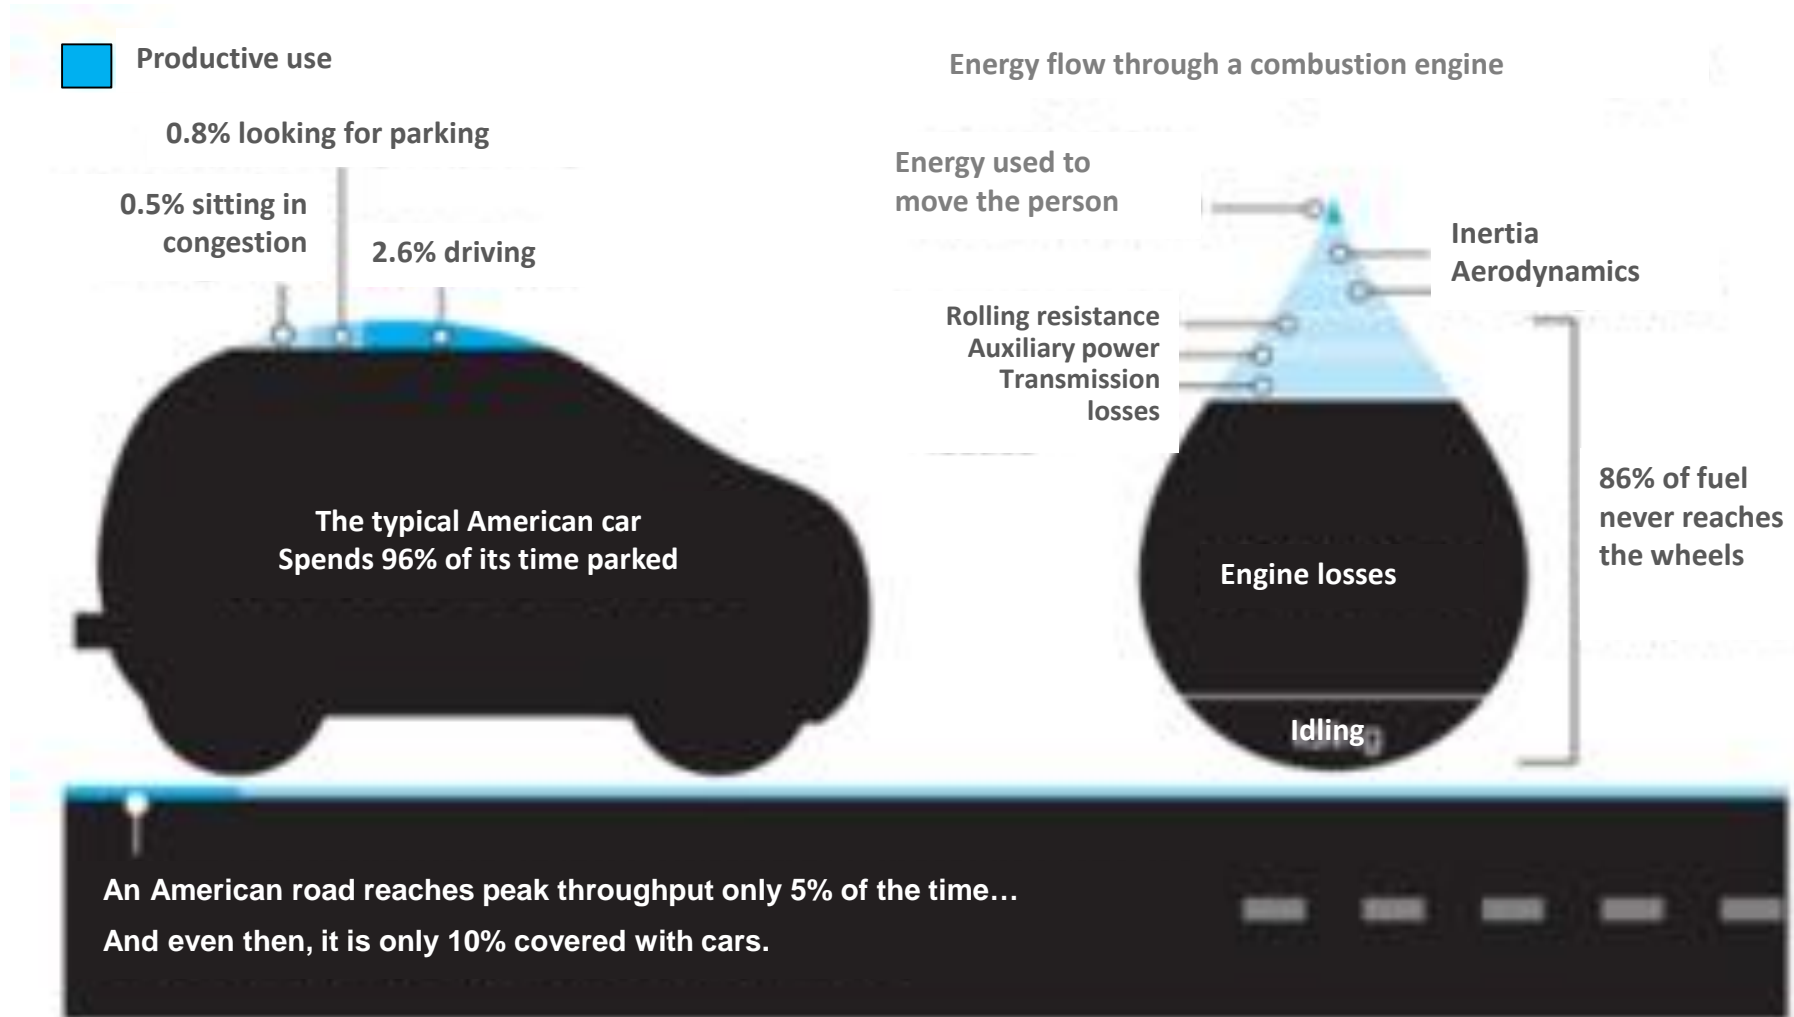 Productive use
0.8% looking for parking
0.5% sitting in
congestion
2.6% driving
The typical American car
Spends 96% of its time parked
Energy flow through a combustion engine
Energy used to
move the person
Inertia
Aerodynamics
Rolling resistance
Auxiliary power
Transmission
losses
Engine losses
Idling
86% of fuel
never reaches
the wheels
An American road reaches peak throughput only 5% of the time…
And even then, it is only 10% covered with cars.